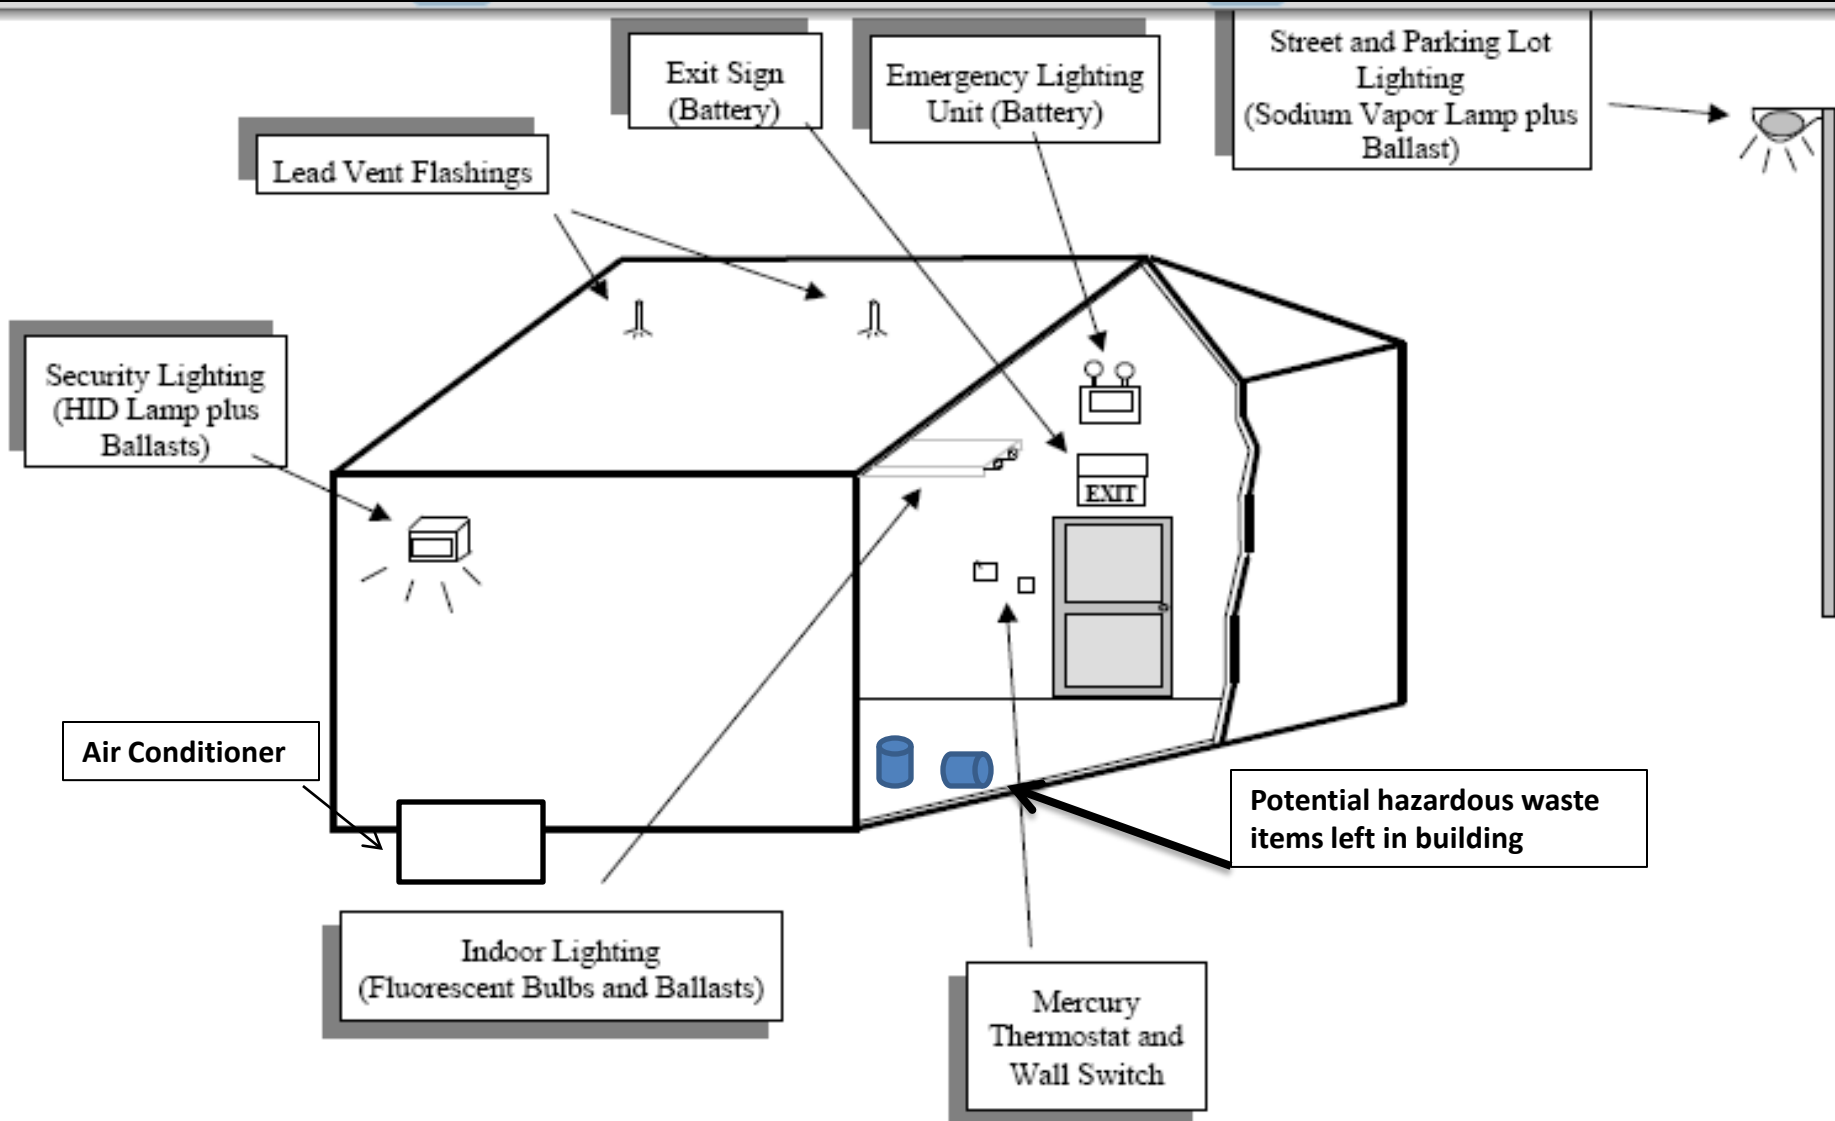 Exit Sign
(Battery)
Emergency Lighting
Unit (Battery)
Street and Parking Lot
Lighting
(Sodium Vapor Lamp plus
Ballast)
Lead Vent Flashings
Security Lighting
(HID Lamp plus
Ballasts)
EXIT
Air Conditioner
Potential hazardous waste
items left in building
Indoor Lighting
(Fluorescent Bulbs and Ballasts)
Mercury
Thermostat and
Wall Switch